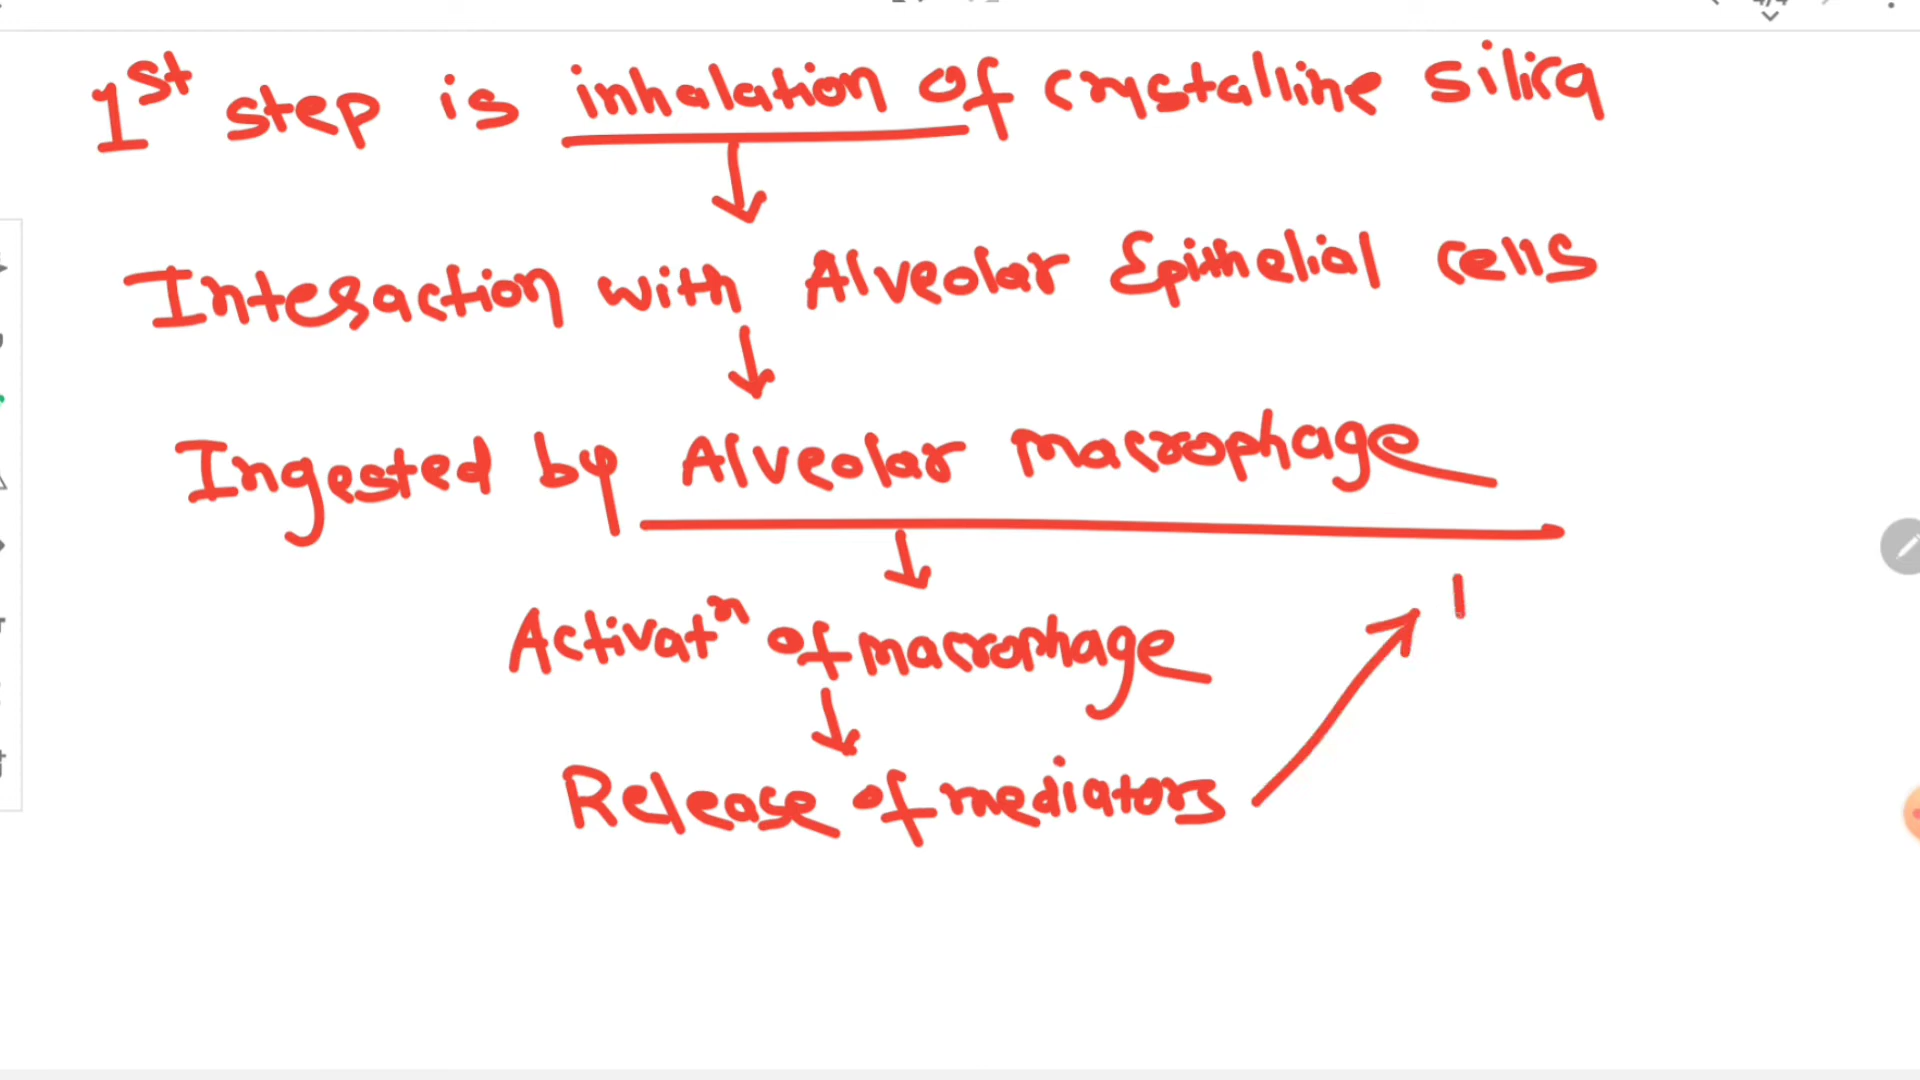 1st step is inhalation of crystalline silica
Interaction with Alveolar Epithelial cells
Ingested by Alveolar macrophage
Activatn of macrophage
Release of mediators